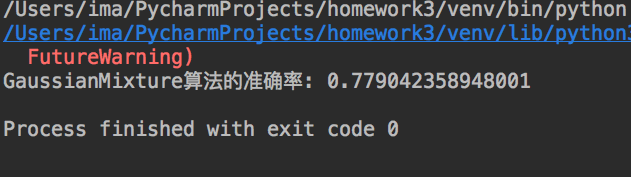 /Users/ima/PycharmProjects/homework3/venv/bin/python
/Users/ima/PycharmProjects/homework3/venv/lib/python
FutureWarning)
GaussianMixture算法的准确率: 0.779042358948001
Process finished with exit code 0